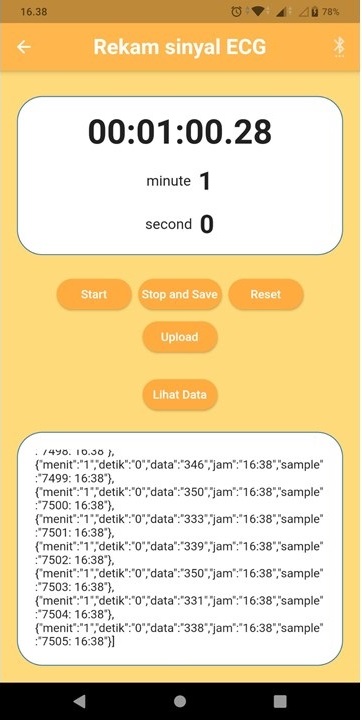 16.38
78%
Rekam sinyal ECG
00:01:00.28
minute 1
second 0
Start
Stop and Save
Reset
Upload
Lihat Data
:"7498: 16:38"},
{"menit":"1","detik":"0","data":"346","jam":"16:38","sample"
:"7499: 16:38"},
{"menit":"1","detik":"0","data":"350","jam":"16:38","sample"
:"7500: 16:38"},
{"menit":"1","detik":"0","data":"333","jam":"16:38","sample"
:"7501: 16:38"},
{"menit":"1","detik":"0","data":"339","jam":"16:38","sample"
:"7502: 16:38"},
{"menit":"1","detik":"0","data":"350","jam":"16:38","sample"
:"7503: 16:38"},
{"menit":"1","detik":"0","data":"331","jam":"16:38","sample"
:"7504: 16:38"},
{"menit":"1","detik":"0","data":"338","jam":"16:38","sample"
:"7505: 16:38"}]